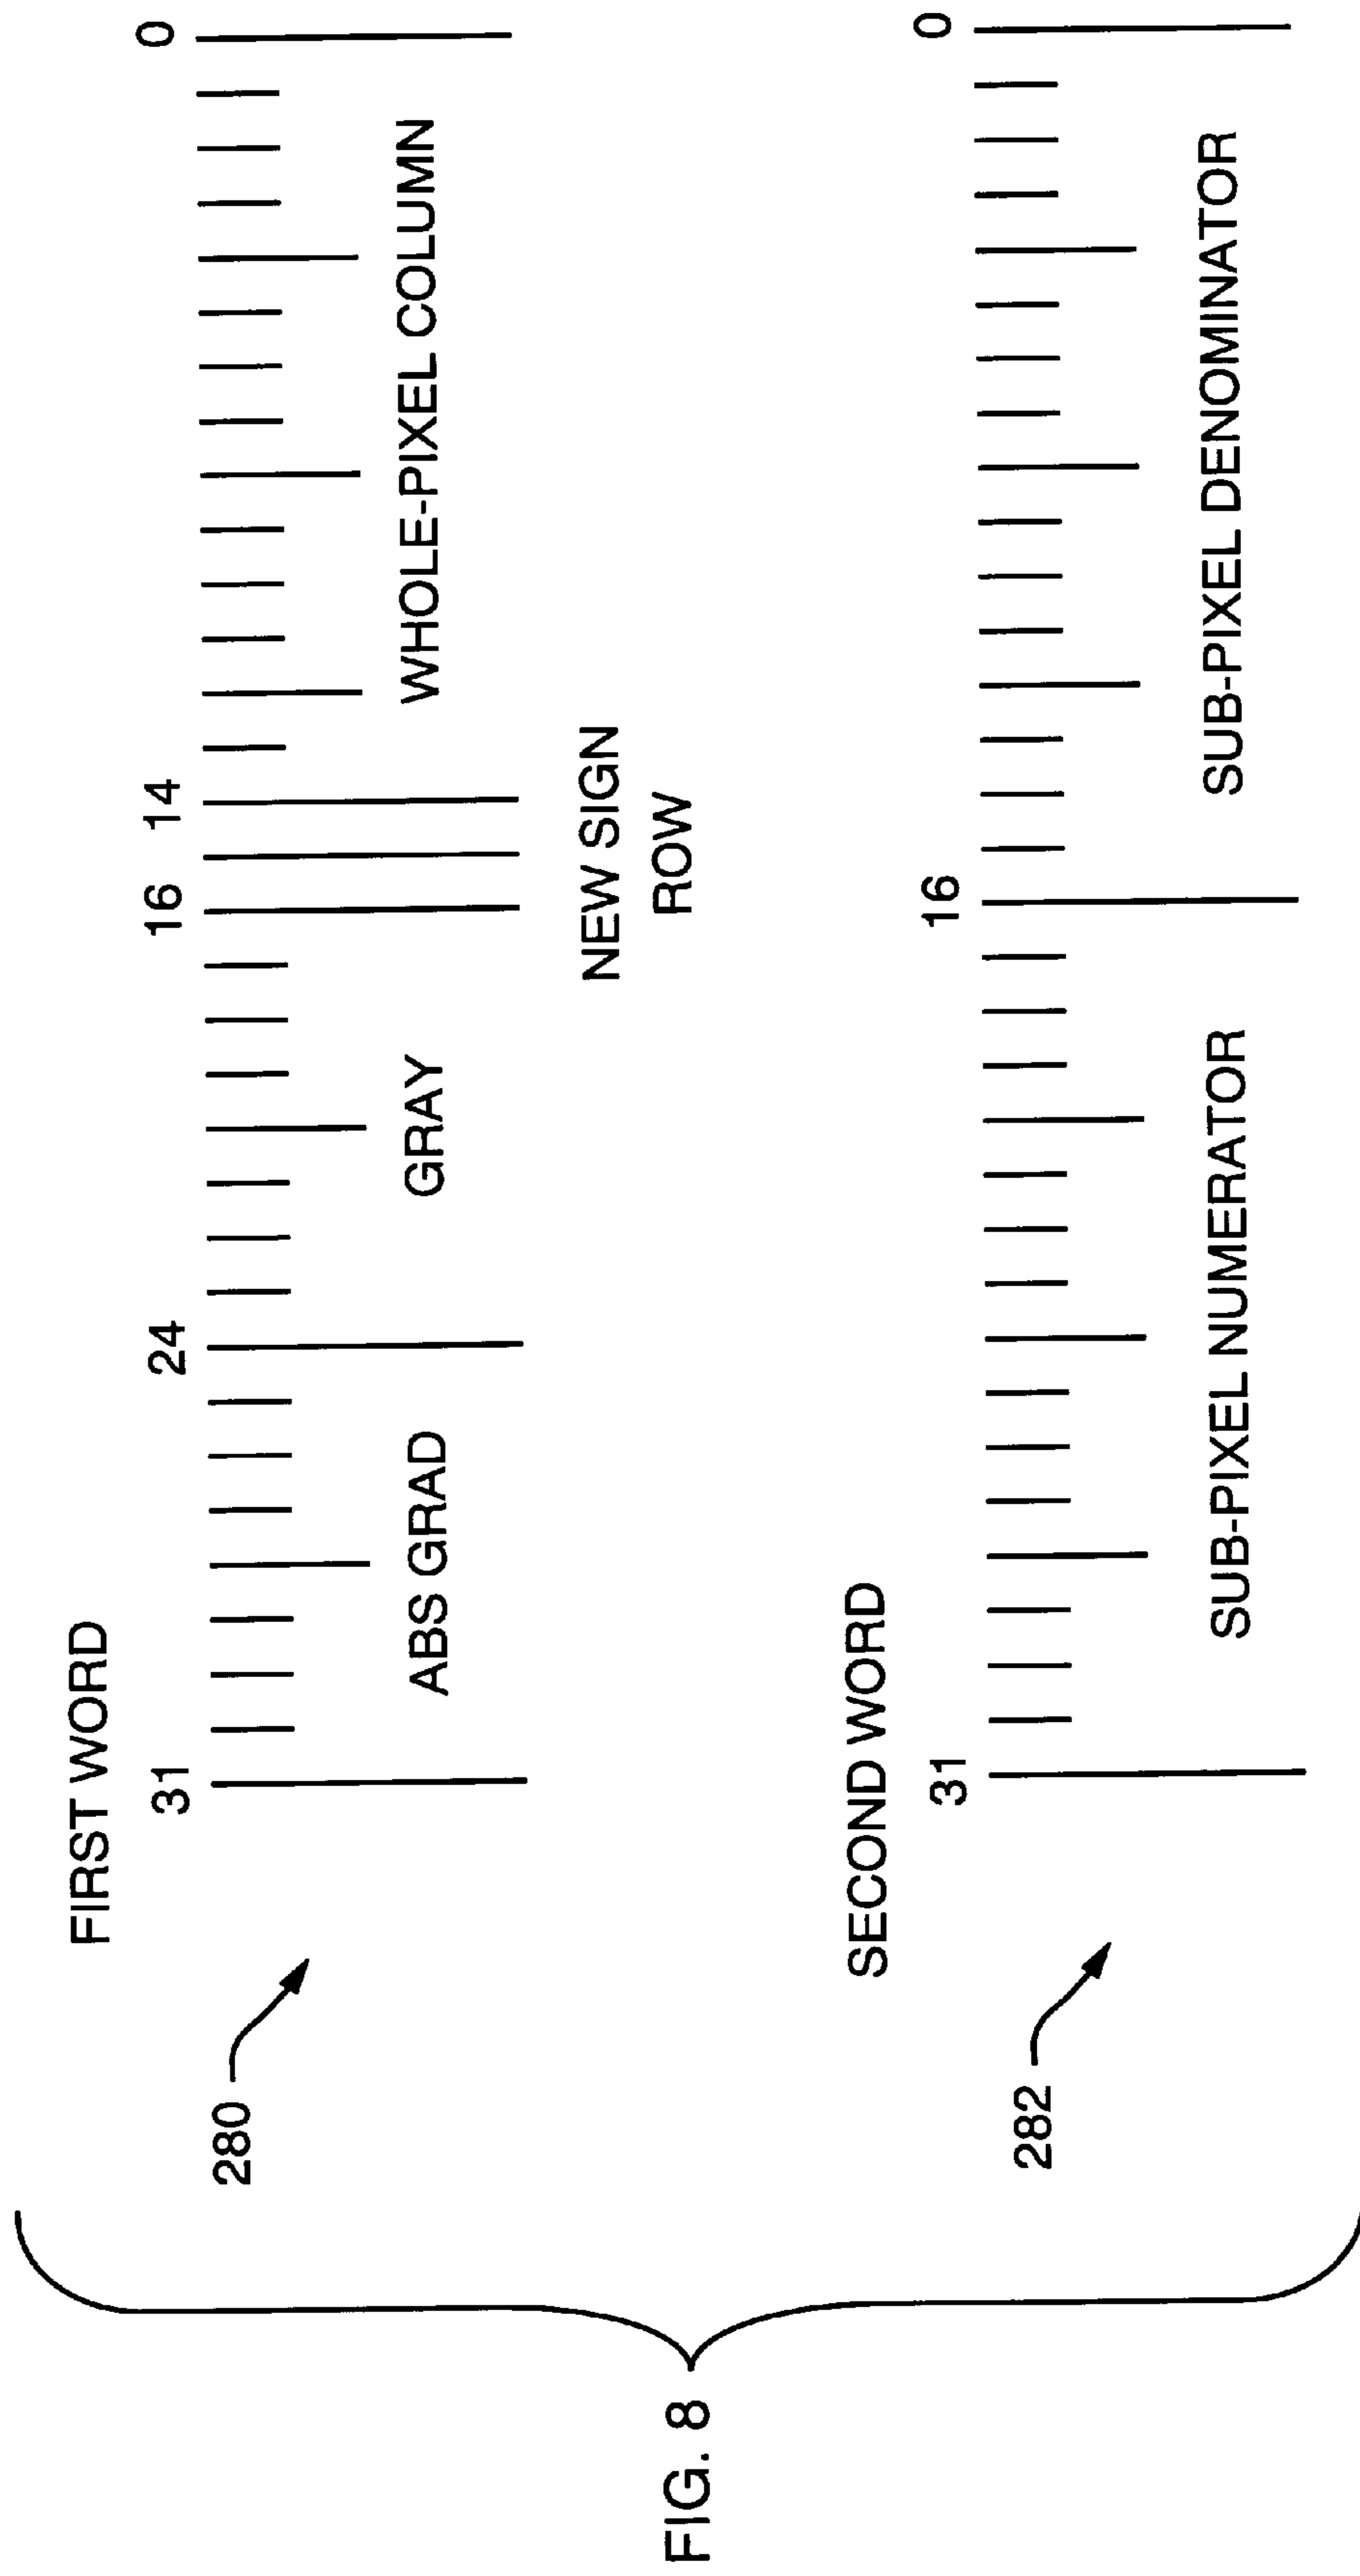 FIRST WORD
31 24 16 14 0
ABS GRAD GRAY WHOLE-PIXEL COLUMN
NEW SIGN
ROW
280
SECOND WORD
31 16 0
SUB-PIXEL NUMERATOR SUB-PIXEL DENOMINATOR
282
FIG. 8